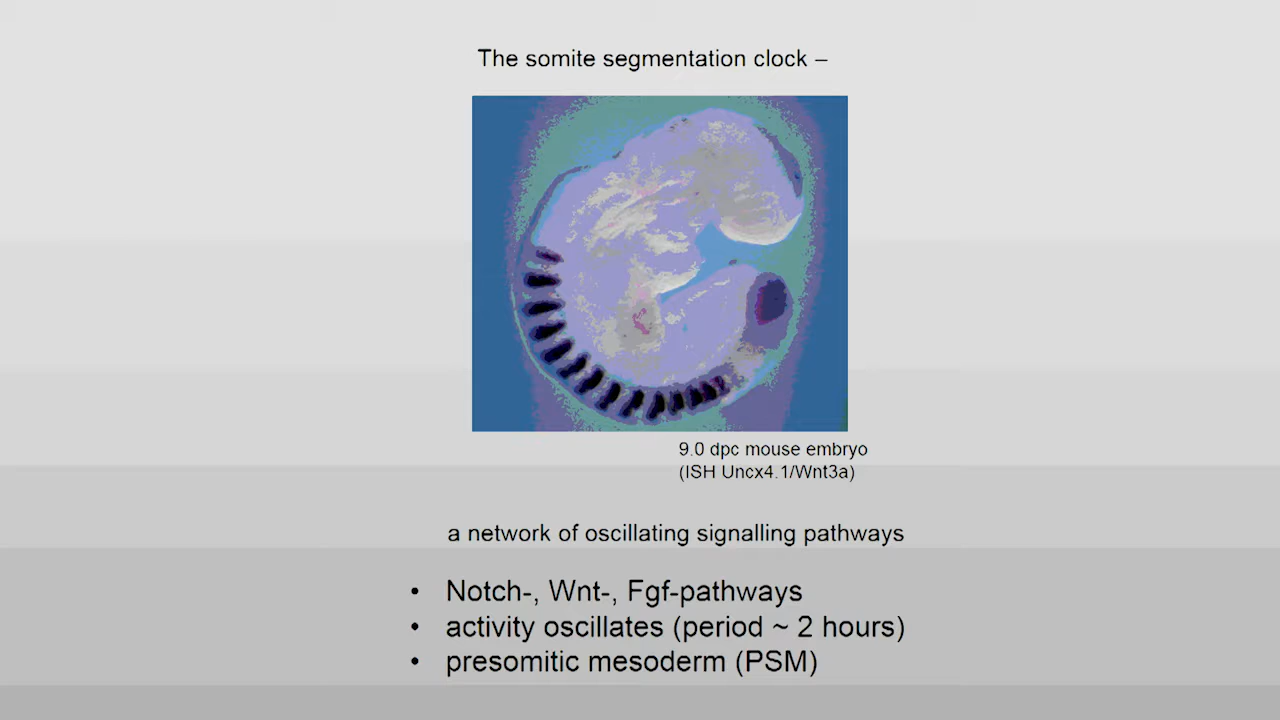 The somite segmentation clock –
9.0 dpc mouse embryo
(ISH Uncx4.1/Wnt3a)
a network of oscillating signalling pathways
• Notch-, Wnt-, Fgf-pathways
• activity oscillates (period ~ 2 hours)
• presomitic mesoderm (PSM)